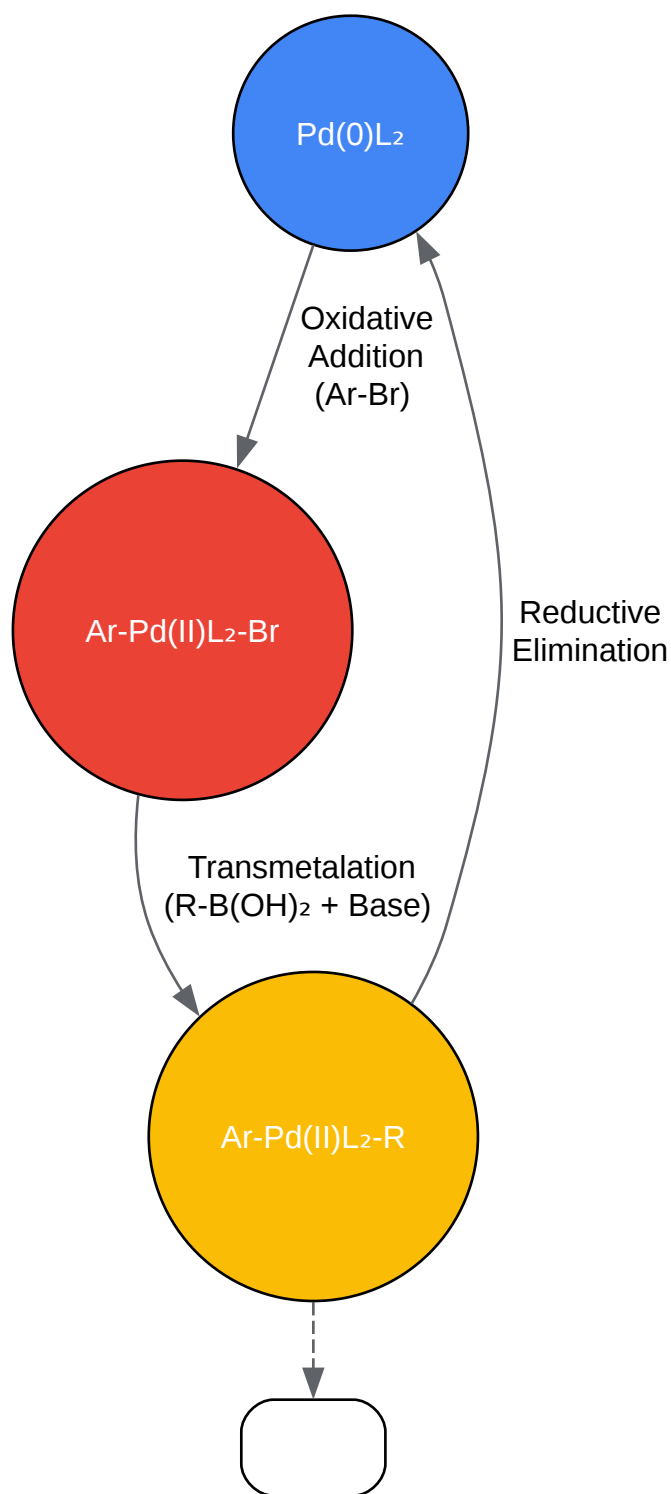 Pd(0)L₂
Oxidative
Addition
(Ar-Br)
Ar-Pd(II)L₂-Br
Reductive
Elimination
Transmetalation
(R-B(OH)₂ + Base)
Ar-Pd(II)L₂-R